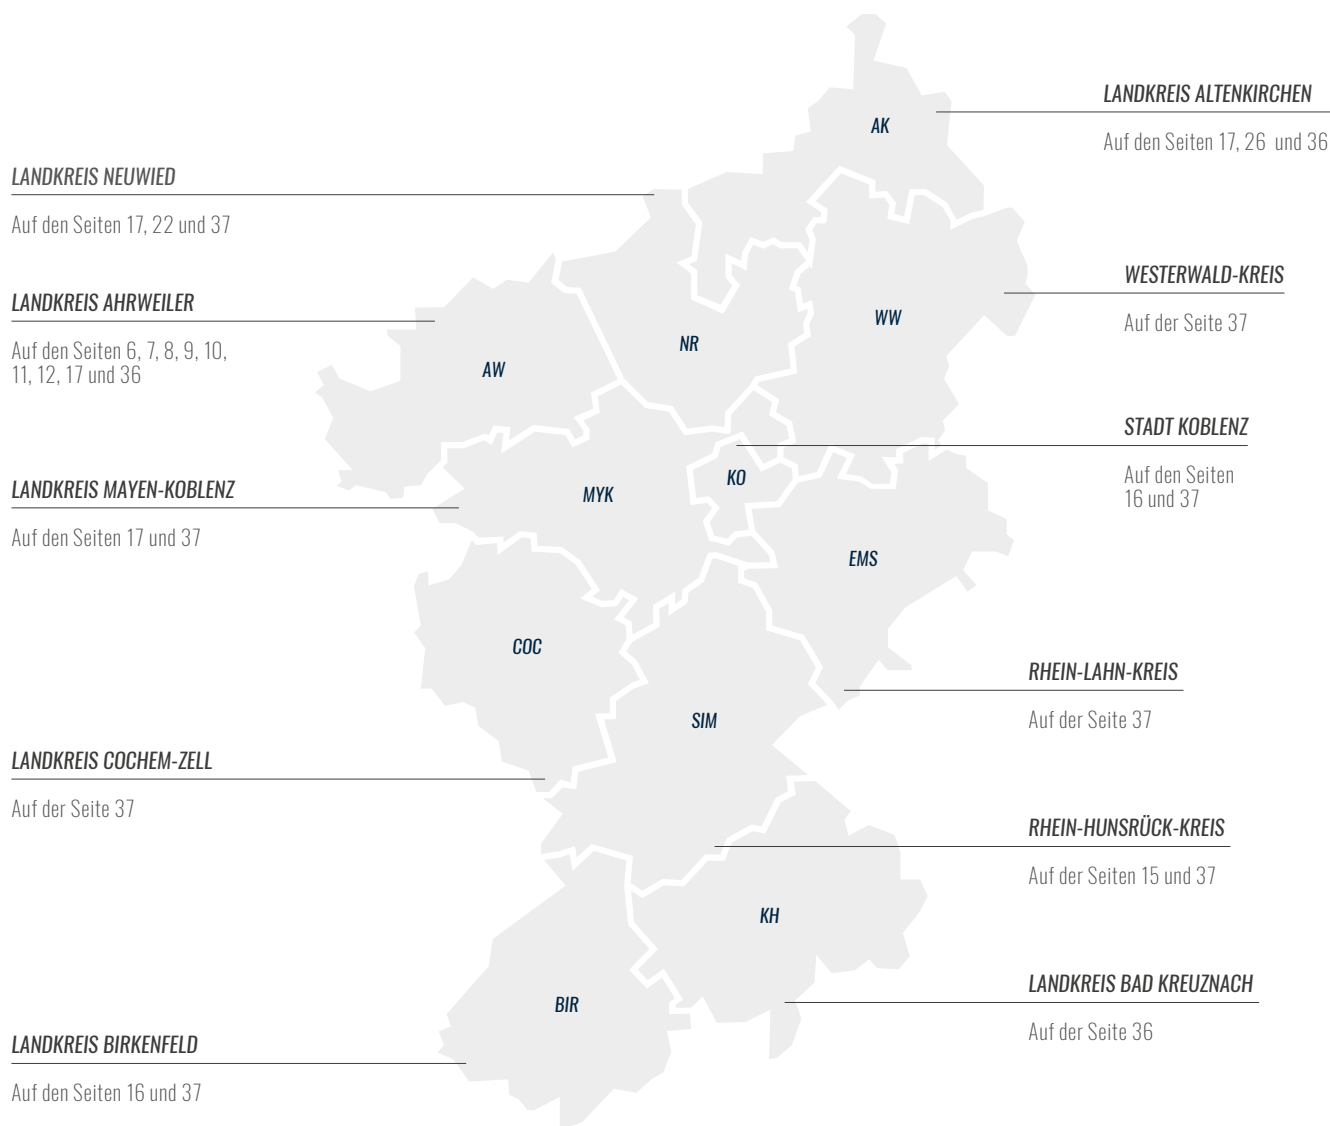 LANDKREIS ALTENKIRCHEN
Auf den Seiten 17, 26 und 36
AK
LANDKREIS NEUWIED
Auf den Seiten 17, 22 und 37
WESTERWALD-KREIS
Auf der Seite 37
LANDKREIS AHRWEILER
Auf den Seiten 6, 7, 8, 9, 10,
11, 12, 17 und 36
WW
NR
AW
STADT KOBLENZ
Auf den Seiten
16 und 37
KO
LANDKREIS MAYEN-KOBLENZ
Auf den Seiten 17 und 37
MYK
EMS
COC
RHEIN-LAHN-KREIS
Auf der Seite 37
SIM
LANDKREIS COCHEM-ZELL
Auf der Seite 37
RHEIN-HUNSRÜCK-KREIS
Auf der Seiten 15 und 37
KH
LANDKREIS BAD KREUZNACH
Auf der Seite 36
BIR
LANDKREIS BIRKENFELD
Auf den Seiten 16 und 37